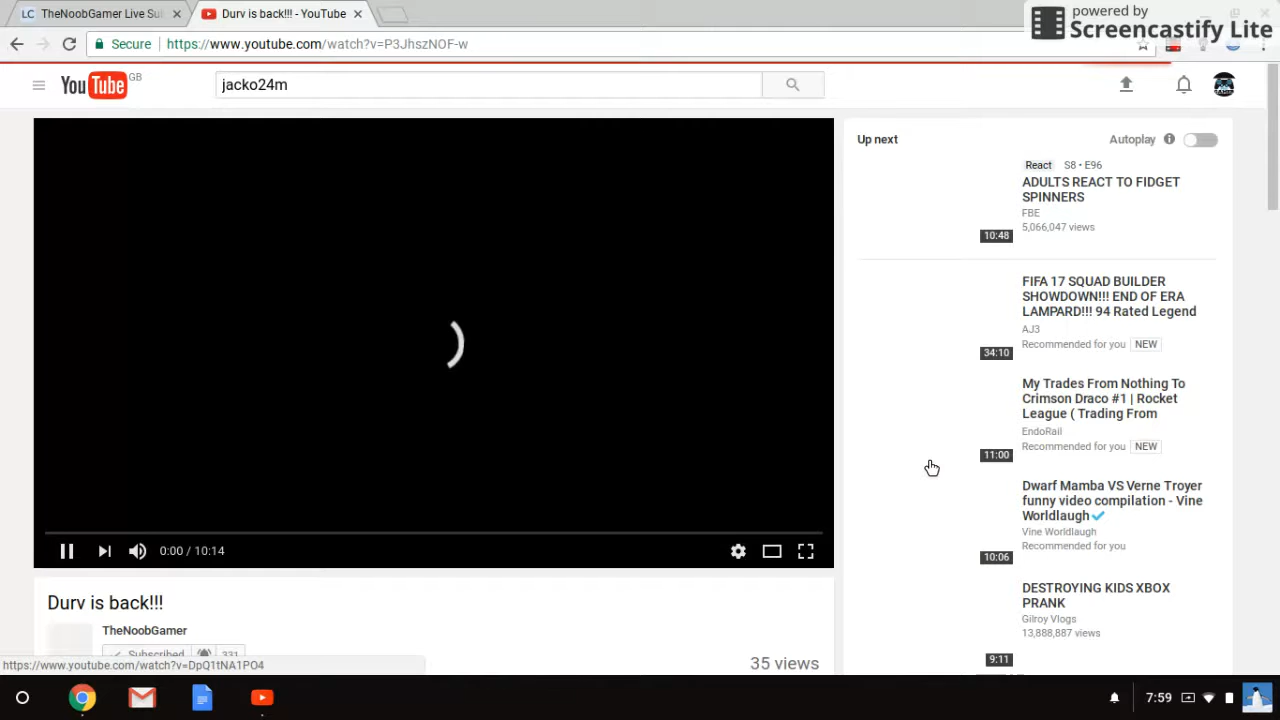 powered by
Screencastify Lite
LC TheNoobGamer Live Su
Durv is back!!! - YouTube
Secure https://www.youtube.com/watch?v=P3JhszNOF-w
YouTube GB
jacko24m
Up next
Autoplay
React S8 • E96
ADULTS REACT TO FIDGET
SPINNERS
FBE
5,066,047 views
10:48
FIFA 17 SQUAD BUILDER
SHOWDOWN!!! END OF ERA
LAMPARD!!! 94 Rated Legend
AJ3
Recommended for you NEW
34:10
My Trades From Nothing To
Crimson Draco #1 | Rocket
League ( Trading From
EndoRail
Recommended for you NEW
11:00
Dwarf Mamba VS Verne Troyer
funny video compilation - Vine
Worldlaugh
Vine Worldlaugh
Recommended for you
10:06
DESTROYING KIDS XBOX
PRANK
Gilroy Vlogs
13,888,887 views
9:11
0:00 / 10:14
Durv is back!!!
TheNoobGamer
Subscribed 331
35 views
https://www.youtube.com/watch?v=DpQ1tNA1PO4
7:59